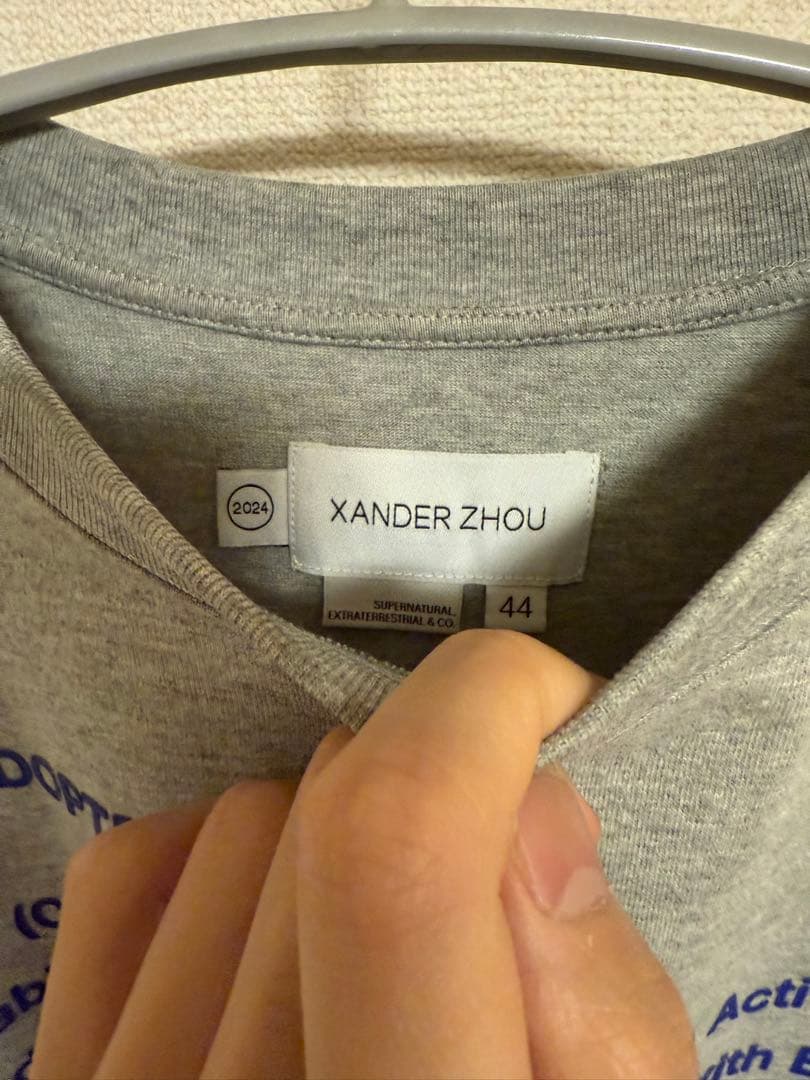 2024
XANDER ZHOU
SUPERNATURAL,
EXTRATERRESTRIAL & CO.
44
Acti